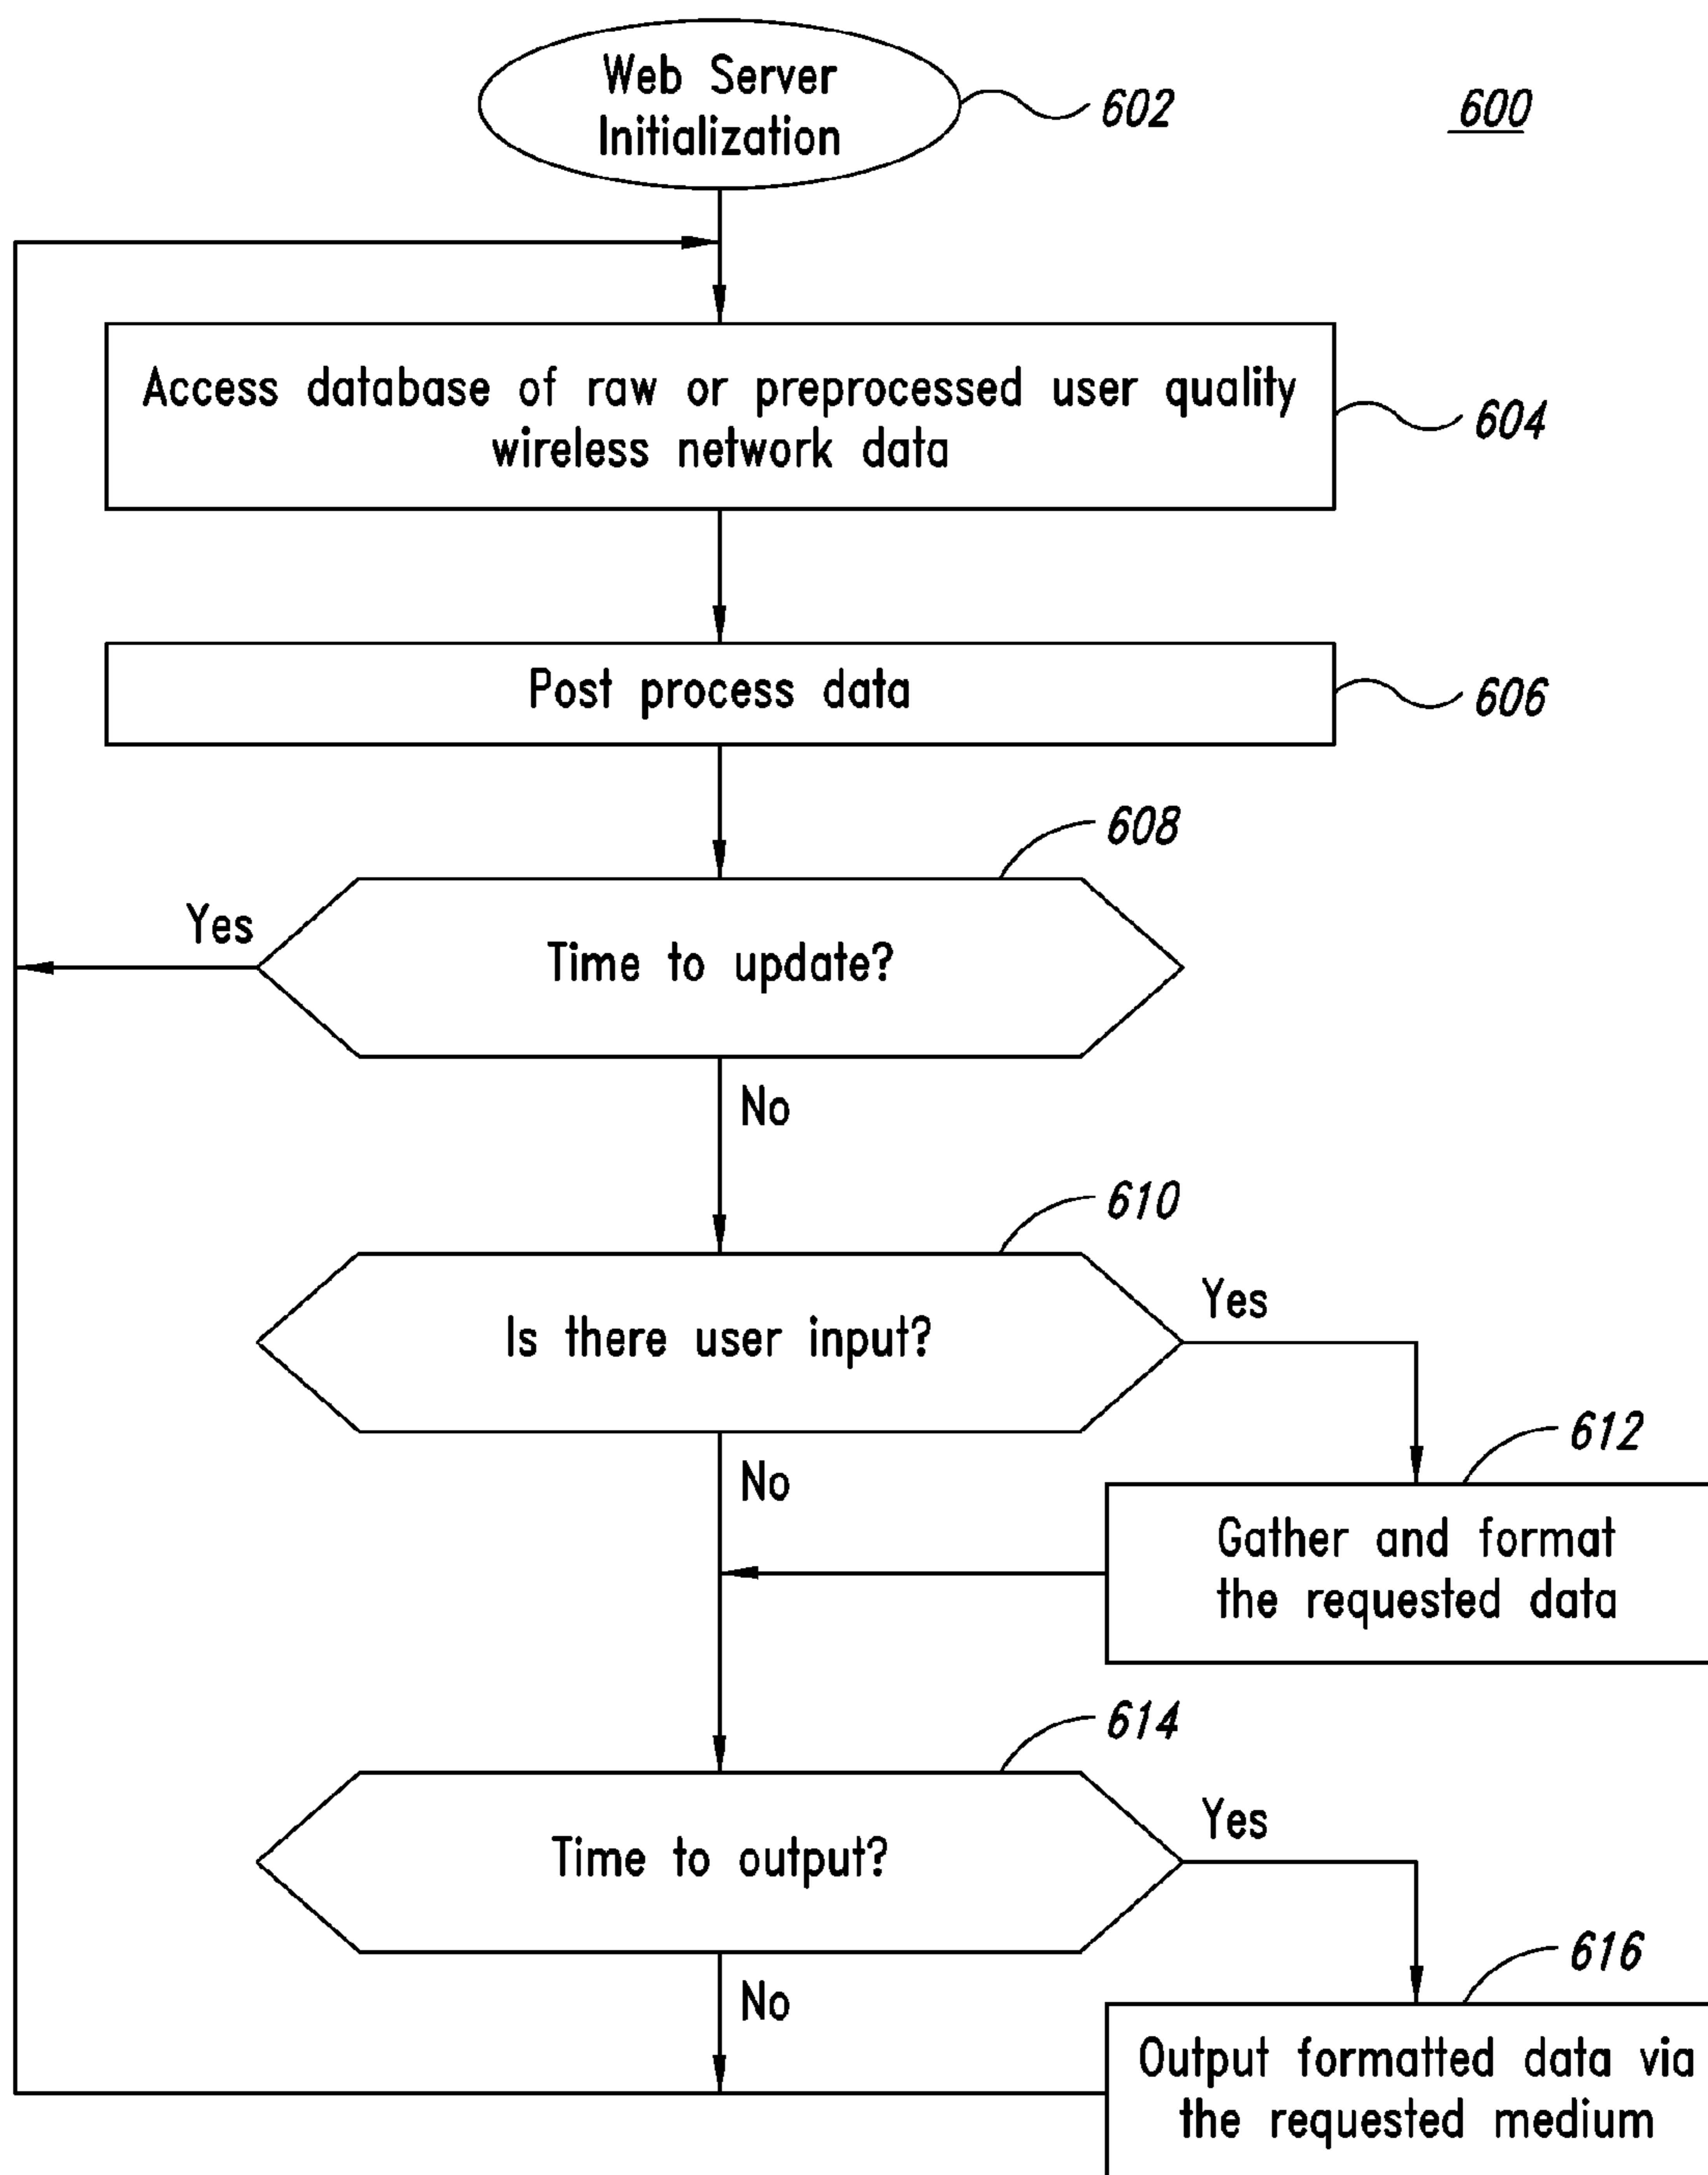 Web Server
Initialization
602
600
Access database of raw or preprocessed user quality
wireless network data
604
Post process data
606
608
Yes
Time to update?
No
610
Yes
Is there user input?
612
No
Gather and format
the requested data
614
Yes
Time to output?
616
No
Output formatted data via
the requested medium